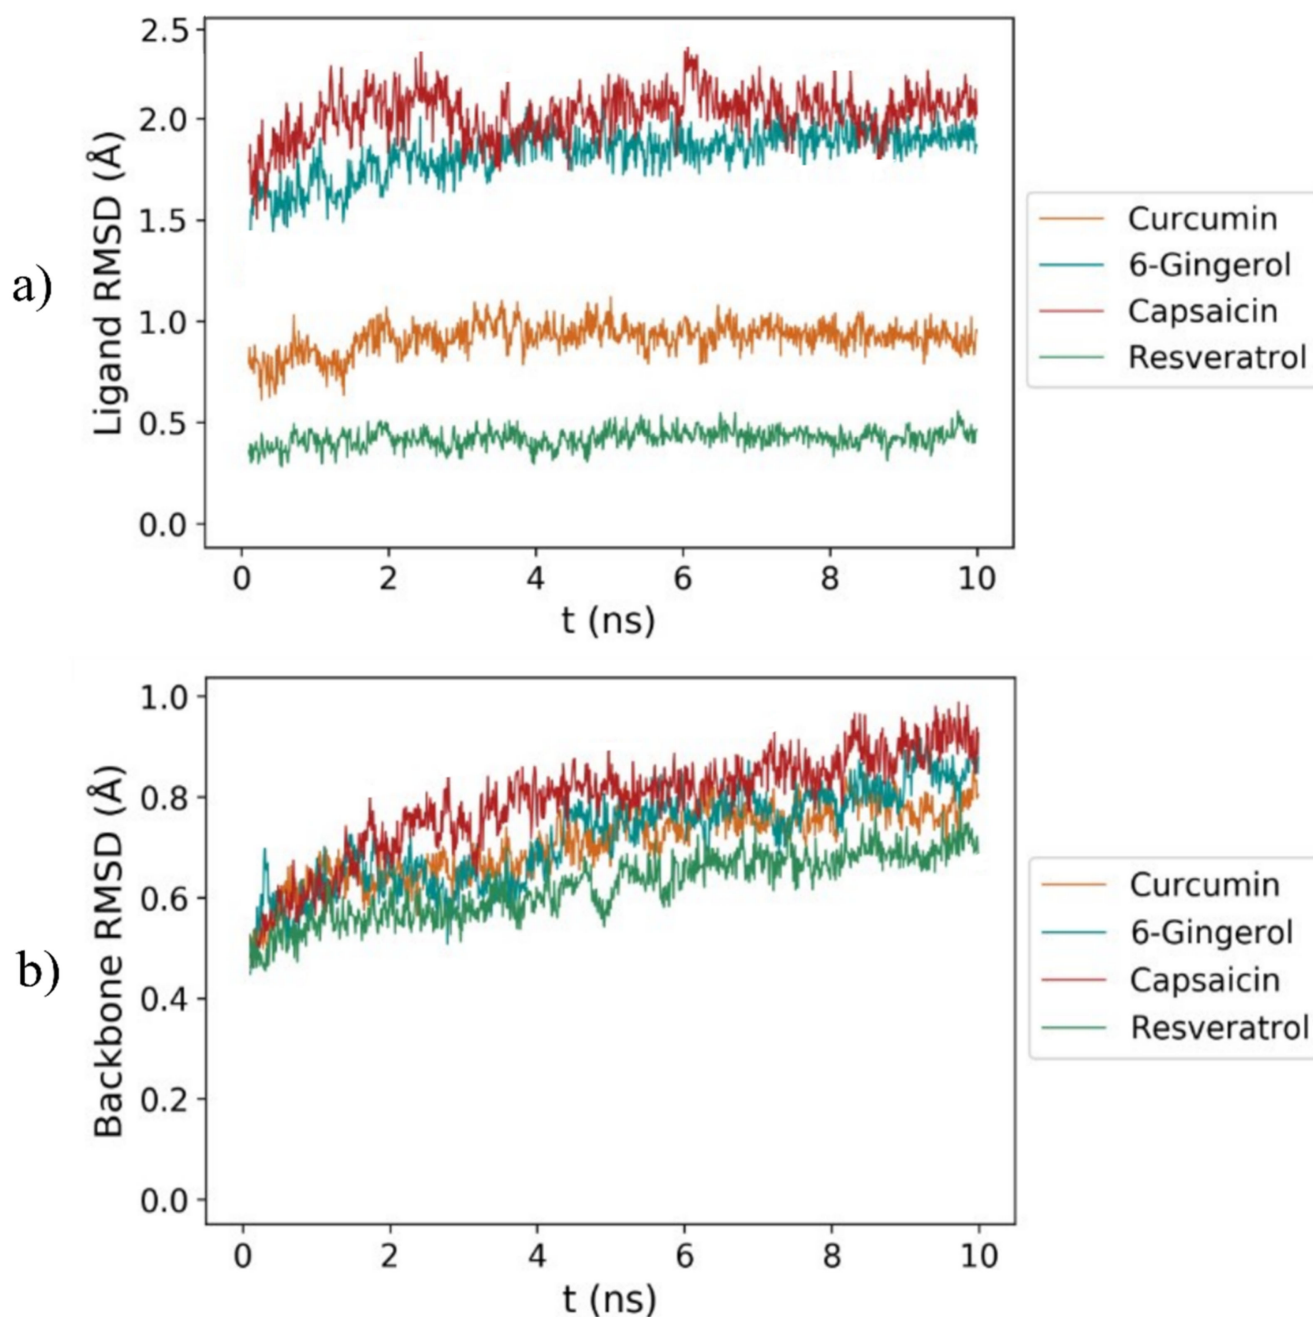 a)
Ligand RMSD (Å)
2.5
2.0
1.5
1.0
0.5
0.0
0 2 4 6 8 10
t (ns)
Curcumin
6-Gingerol
Capsaicin
Resveratrol
b)
Backbone RMSD (Å)
1.0
0.8
0.6
0.4
0.2
0.0
0 2 4 6 8 10
t (ns)
Curcumin
6-Gingerol
Capsaicin
Resveratrol